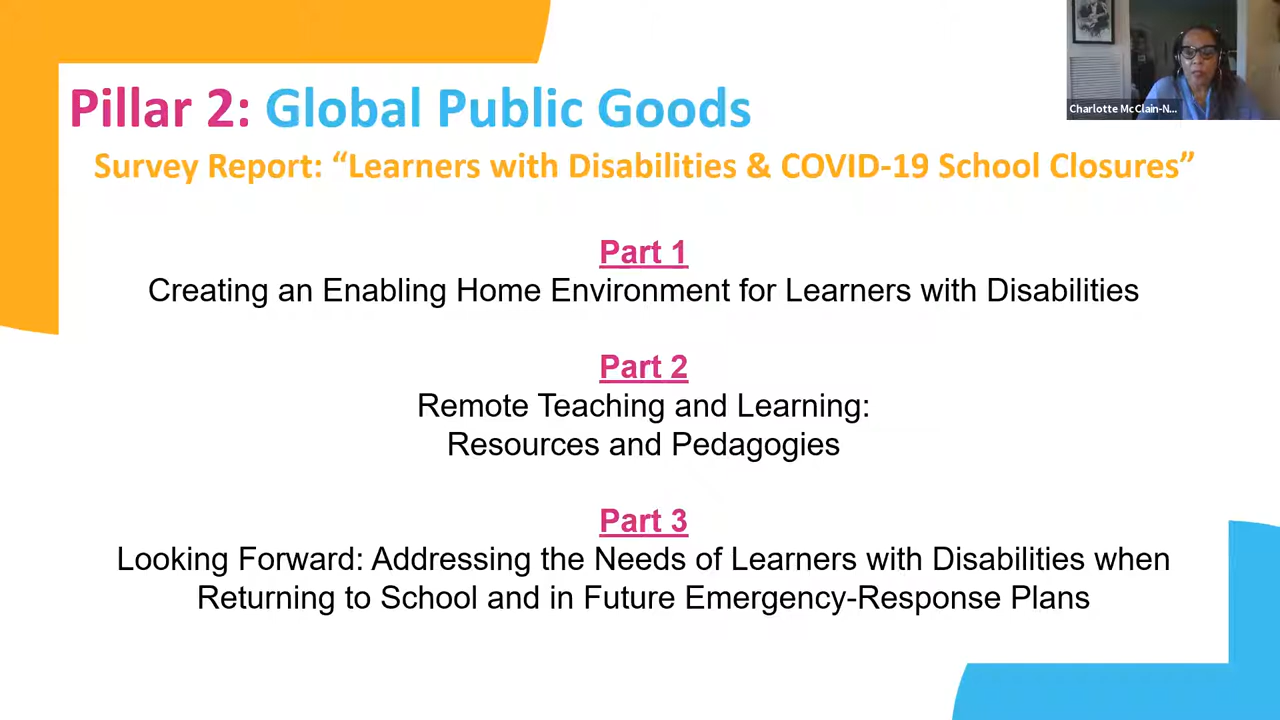 Pillar 2: Global Public Goods
Charlotte McClain-N...
Survey Report: “Learners with Disabilities & COVID-19 School Closures”
Part 1
Creating an Enabling Home Environment for Learners with Disabilities
Part 2
Remote Teaching and Learning:
Resources and Pedagogies
Part 3
Looking Forward: Addressing the Needs of Learners with Disabilities when
Returning to School and in Future Emergency-Response Plans